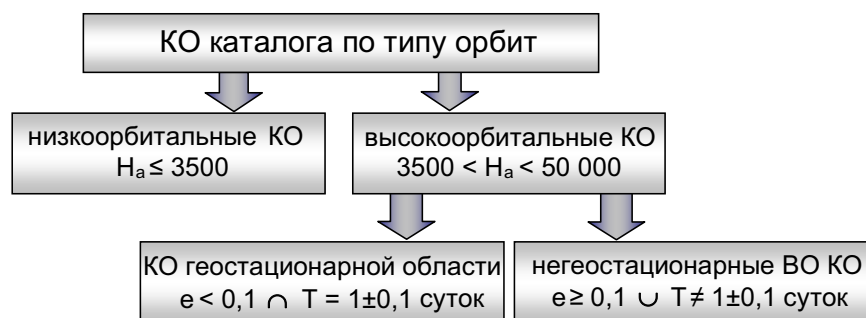 КО каталога по типу орбит
низкоорбитальные КО
Hₐ ≤ 3500
высокоорбитальные КО
3500 < Hₐ < 50 000
КО геостационарной области
e < 0,1 ∩ T = 1±0,1 суток
негеостационарные ВО КО
e ≥ 0,1 ∪ T ≠ 1±0,1 суток